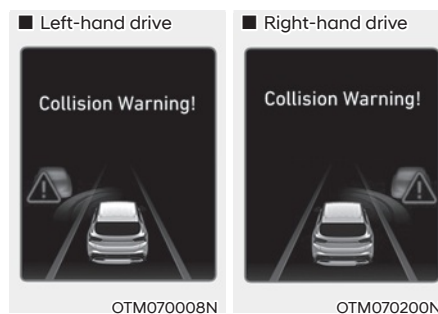 ■ Left-hand drive
Collision Warning!
OTM070008N
■ Right-hand drive
Collision Warning!
OTM070200N